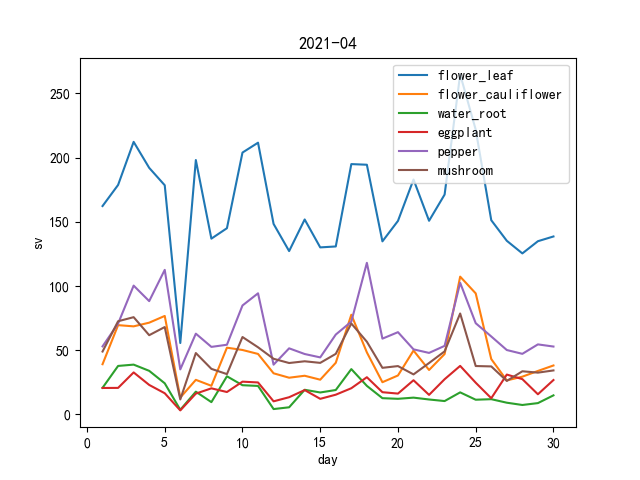 2021-04
flower_leaf
flower_cauliflower
water_root
eggplant
pepper
mushroom
250
200
150
100
50
0
sv
0 5 10 15 20 25 30
day